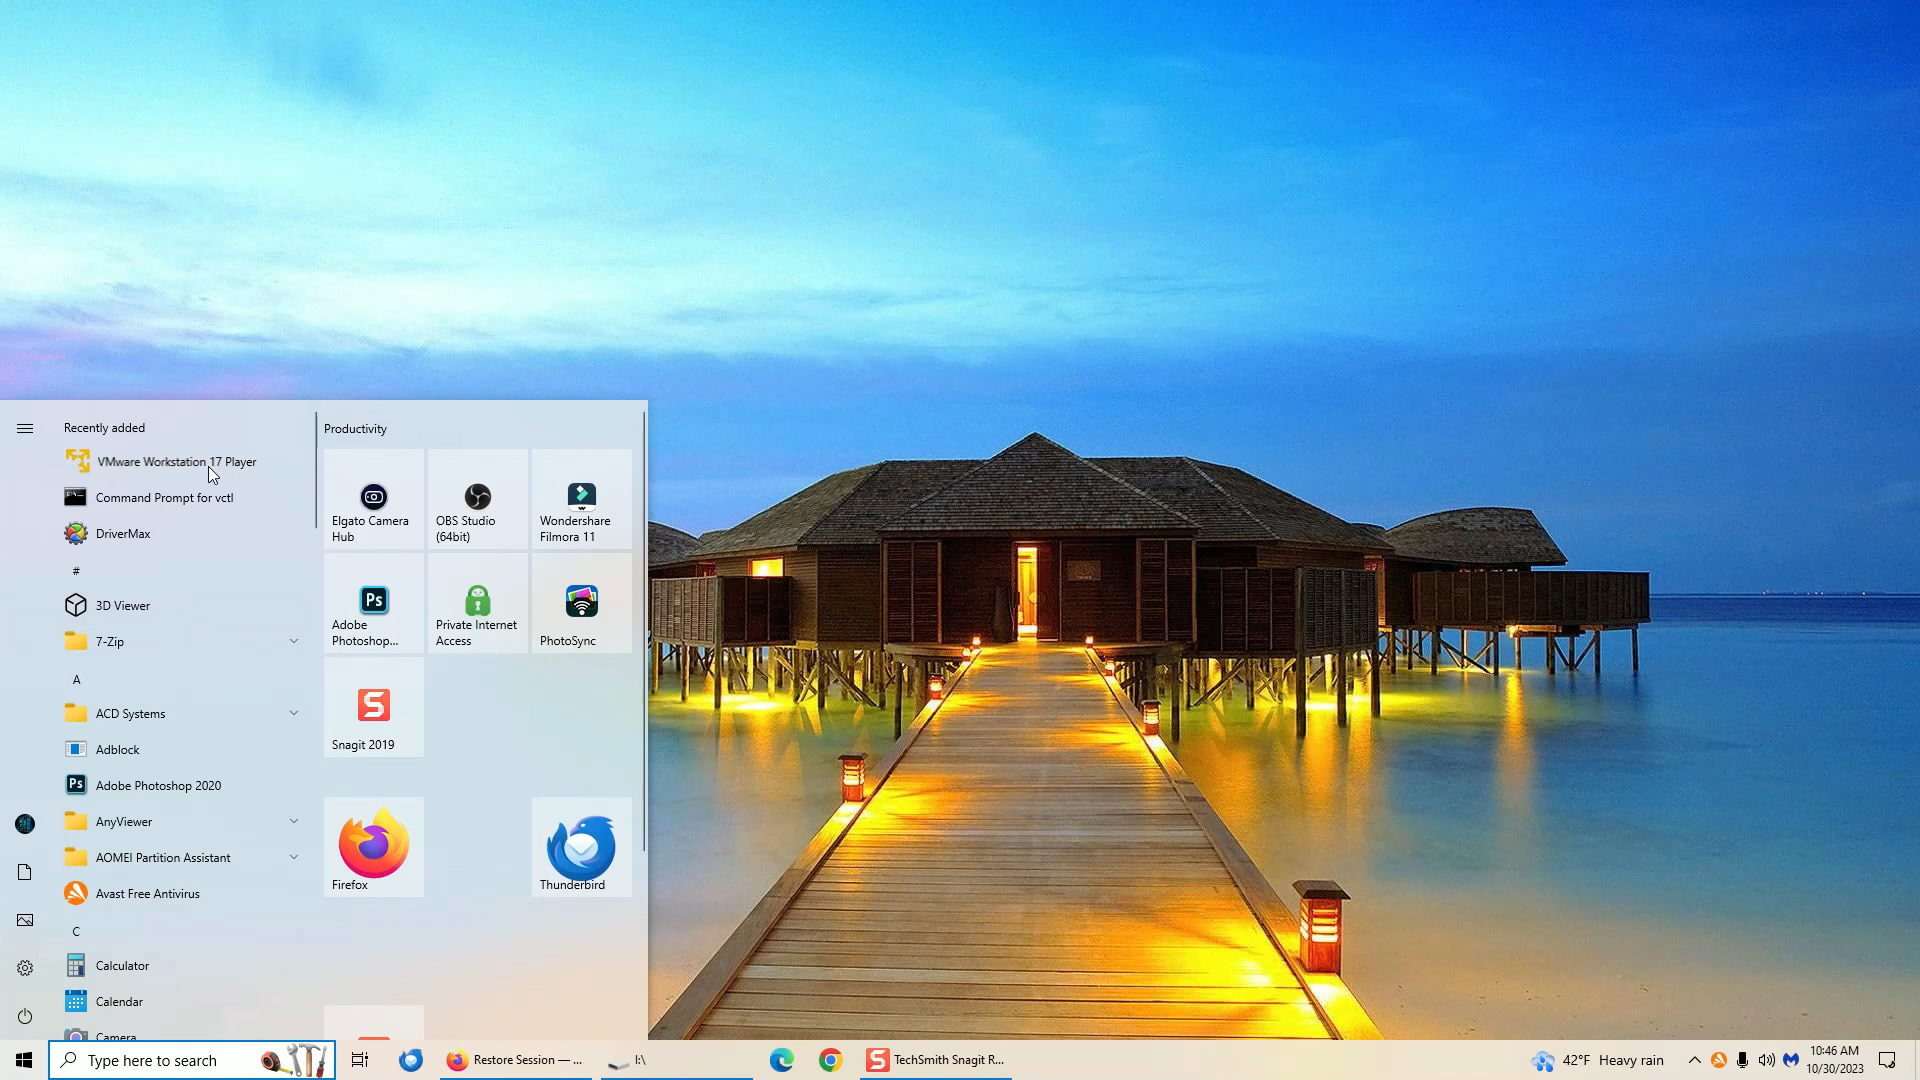 Recently added
VMware Workstation 17 Player
Command Prompt for vctl
DriverMax
#
3D Viewer
7-Zip
A
ACD Systems
Adblock
Ps
Adobe Photoshop 2020
AnyViewer
AOMEI Partition Assistant
Avast Free Antivirus
C
Calculator
Calendar
Camera
Productivity
Elgato Camera
Hub
OBS Studio
(64bit)
Wondershare
Filmora 11
Ps
Adobe
Photoshop...
Private Internet
Access
PhotoSync
S
Snagit 2019
Firefox
Thunderbird
Type here to search
Restore Session — ...
I:\
S
TechSmith Snagit R...
42°F Heavy rain
10:46 AM
10/30/2023